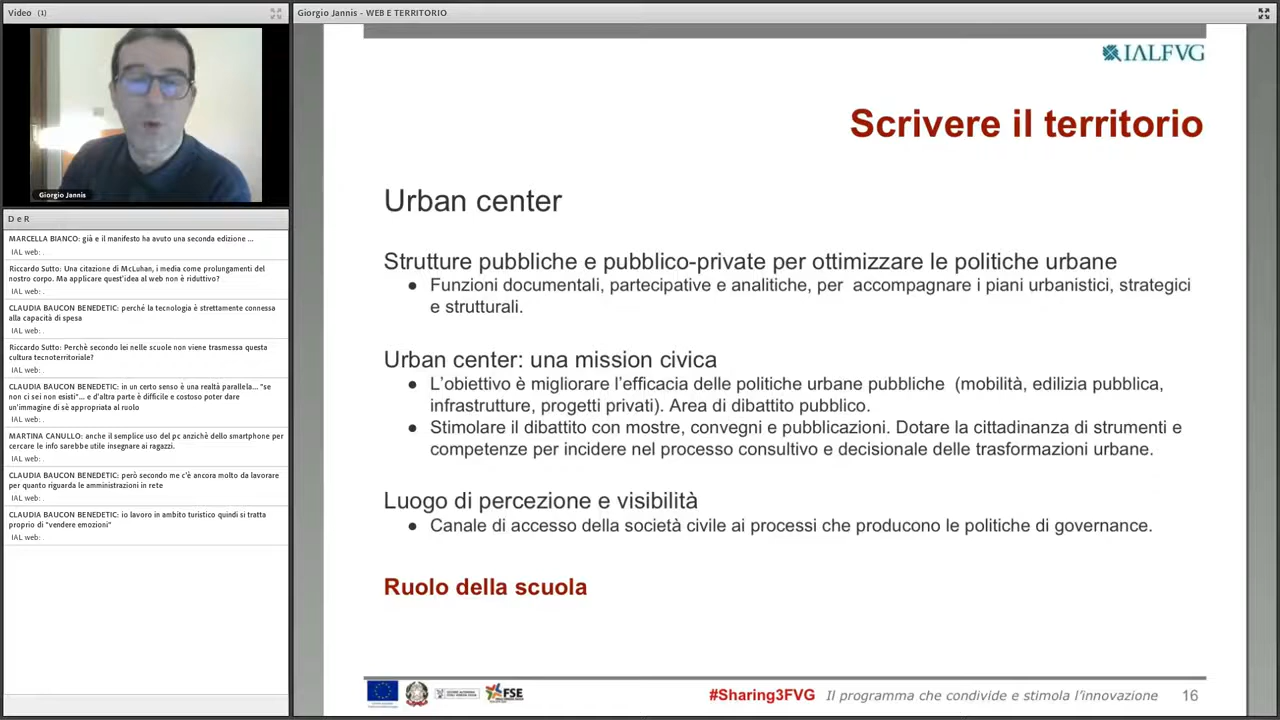 Video (1)
Giorgio Jannis - WEB E TERRITORIO
Giorgio Jannis
D e R
MARCELLA BIANCO: già e il manifesto ha avuto una seconda edizione ...
IAL web: .
Riccardo Sutto: Una citazione di McLuhan, i media come prolungamenti del
nostro corpo. Ma applicare quest'idea al web non è riduttivo?
IAL web: .
CLAUDIA BAUCON BENEDETIC: perché la tecnologia è strettamente connessa
alla capacità di spesa
IAL web: .
Riccardo Sutto: Perchè secondo lei nelle scuole non viene trasmessa questa
cultura tecnoterritoriale?
IAL web: .
CLAUDIA BAUCON BENEDETIC: in un certo senso è una realtà parallela... "se
non ci sei non esisti"... e d'altra parte è difficile e costoso poter dare
un'immagine di sè appropriata al ruolo
IAL web: .
MARTINA CANULLO: anche il semplice uso del pc anzichè dello smartphone per
cercare le info sarebbe utile insegnare ai ragazzi.
IAL web: .
CLAUDIA BAUCON BENEDETIC: però secondo me c'è ancora molto da lavorare
per quanto riguarda le amministrazioni in rete
IAL web: .
CLAUDIA BAUCON BENEDETIC: io lavoro in ambito turistico quindi si tratta
proprio di "vendere emozioni"
IAL web: .
IALFVG
Scrivere il territorio
Urban center
Strutture pubbliche e pubblico-private per ottimizzare le politiche urbane
● Funzioni documentali, partecipative e analitiche, per accompagnare i piani urbanistici, strategici
e strutturali.
Urban center: una mission civica
● L'obiettivo è migliorare l'efficacia delle politiche urbane pubbliche (mobilità, edilizia pubblica,
infrastrutture, progetti privati). Area di dibattito pubblico.
● Stimolare il dibattito con mostre, convegni e pubblicazioni. Dotare la cittadinanza di strumenti e
competenze per incidere nel processo consultivo e decisionale delle trasformazioni urbane.
Luogo di percezione e visibilità
● Canale di accesso della società civile ai processi che producono le politiche di governance.
Ruolo della scuola
FSE
#Sharing3FVG Il programma che condivide e stimola l'innovazione 16